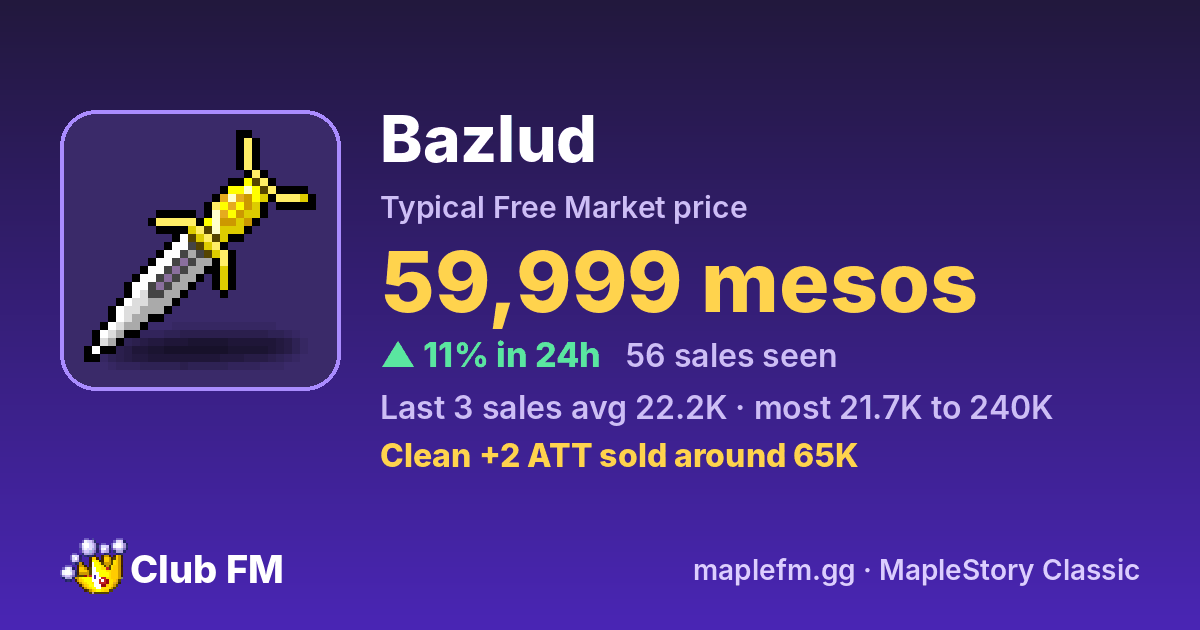 Bazlud
Typical Free Market price
59,999 mesos
▲ 11% in 24h 56 sales seen
Last 3 sales avg 22.2K · most 21.7K to 240K
Clean +2 ATT sold around 65K
Club FM
maplefm.gg · MapleStory Classic